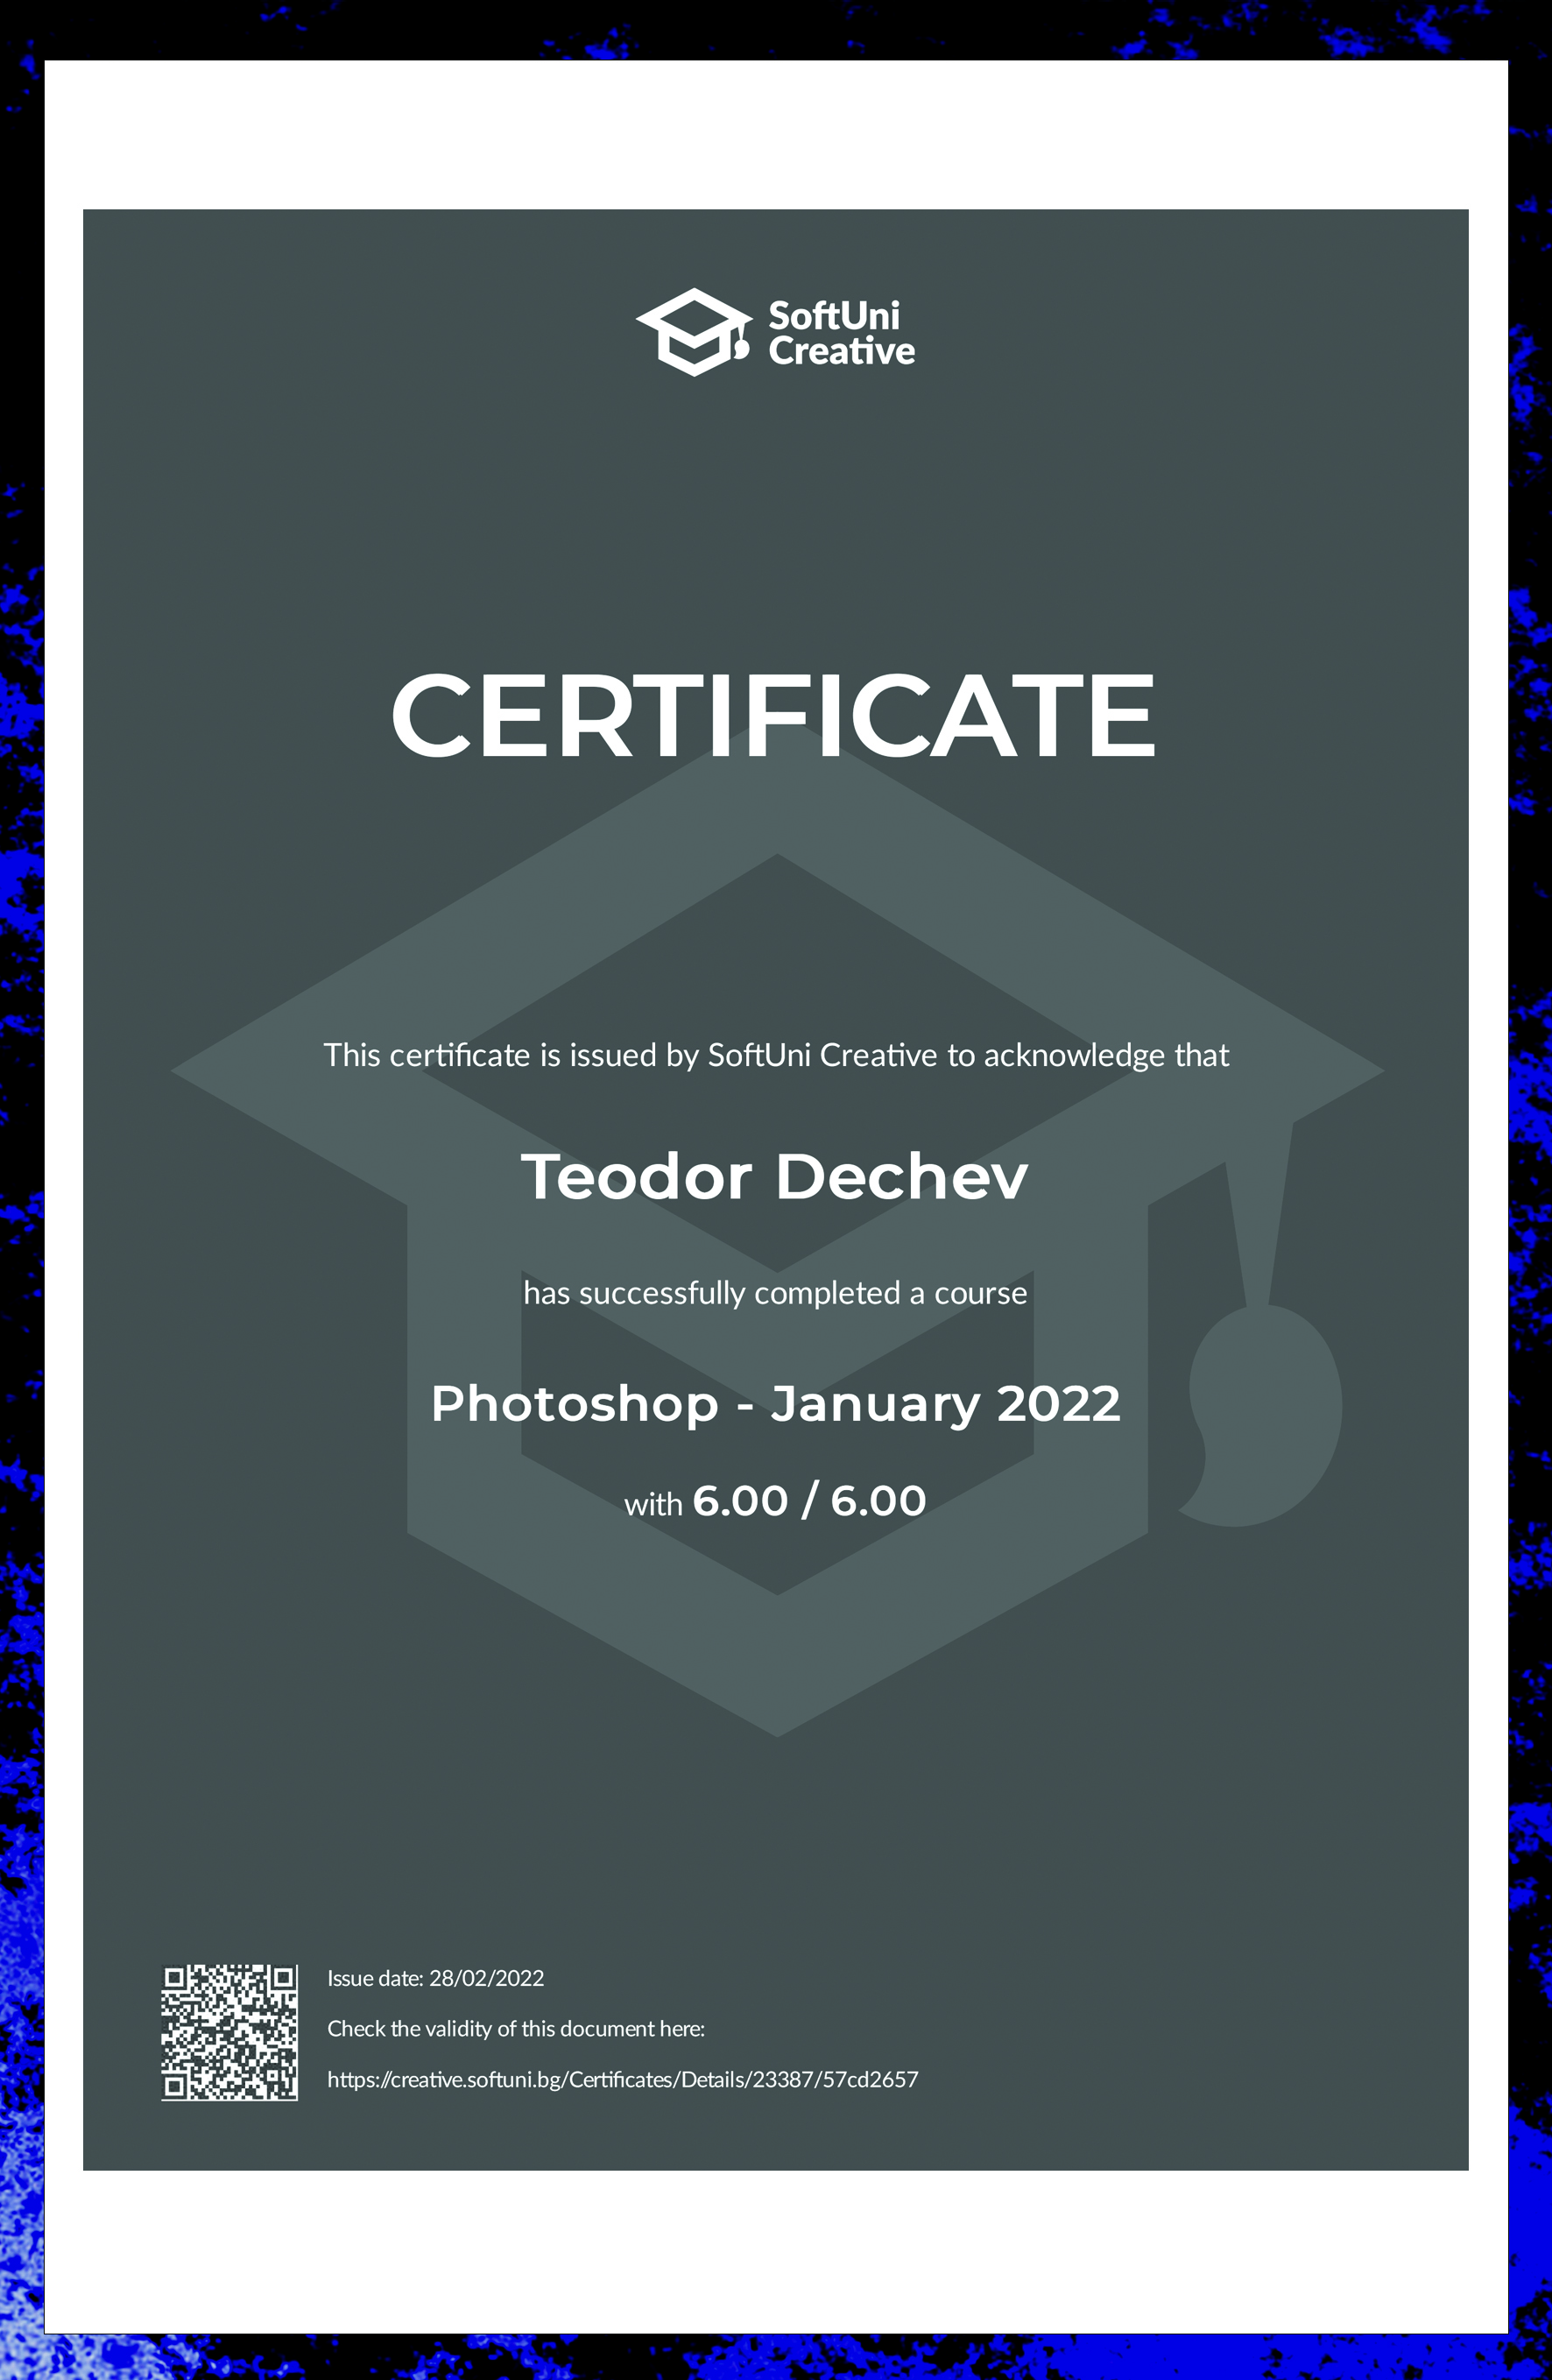 SoftUni
Creative
CERTIFICATE
This certificate is issued by SoftUni Creative to acknowledge that
Teodor Dechev
has successfully completed a course
Photoshop - January 2022
with 6.00 / 6.00
Issue date: 28/02/2022
Check the validity of this document here:
https://creative.softuni.bg/Certificates/Details/23387/57cd2657